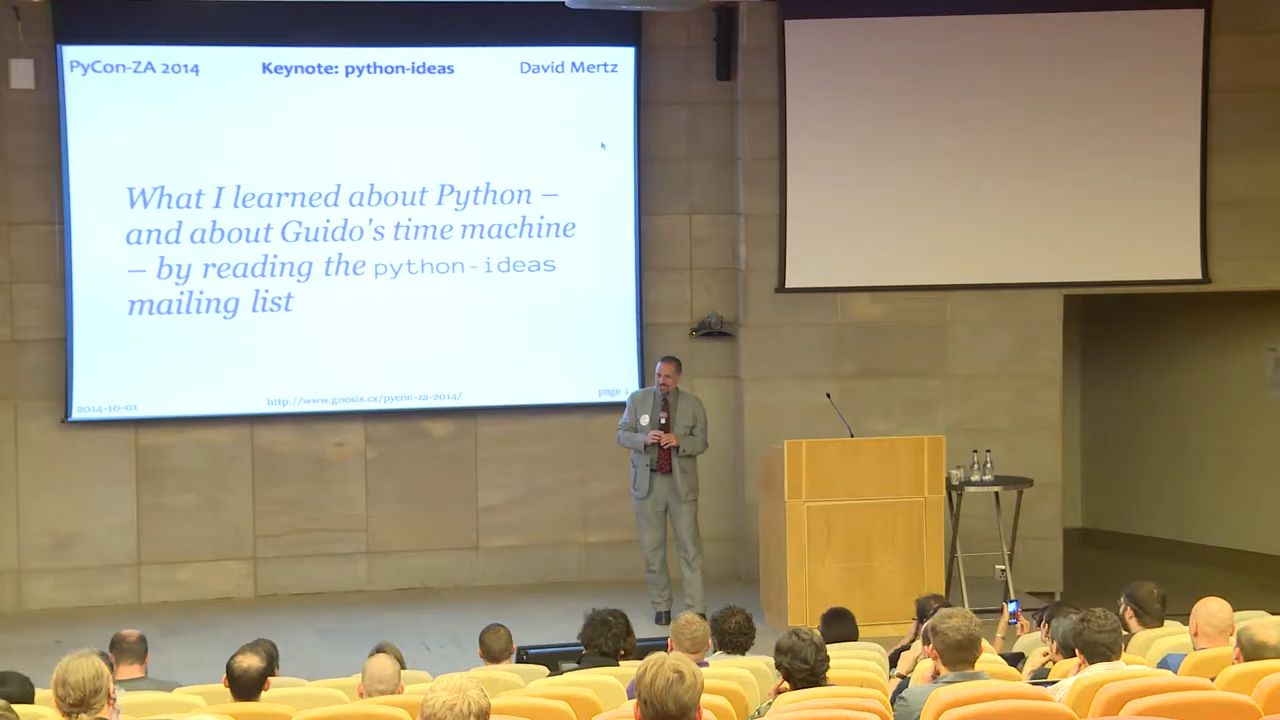 PyCon-ZA 2014 Keynote: python-ideas David Mertz
What I learned about Python –
and about Guido's time machine
– by reading the python-ideas
mailing list
2014-10-01 http://www.gnosis.cx/pycon-za-2014/ page 1